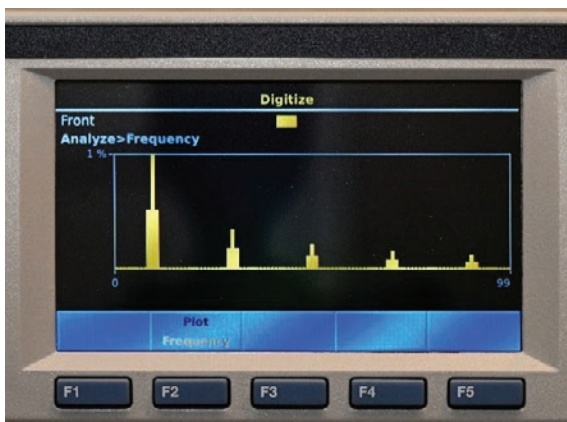 Digitize
Front
Analyze>Frequency
1 %
0
99
Plot
Frequency
F1
F2
F3
F4
F5